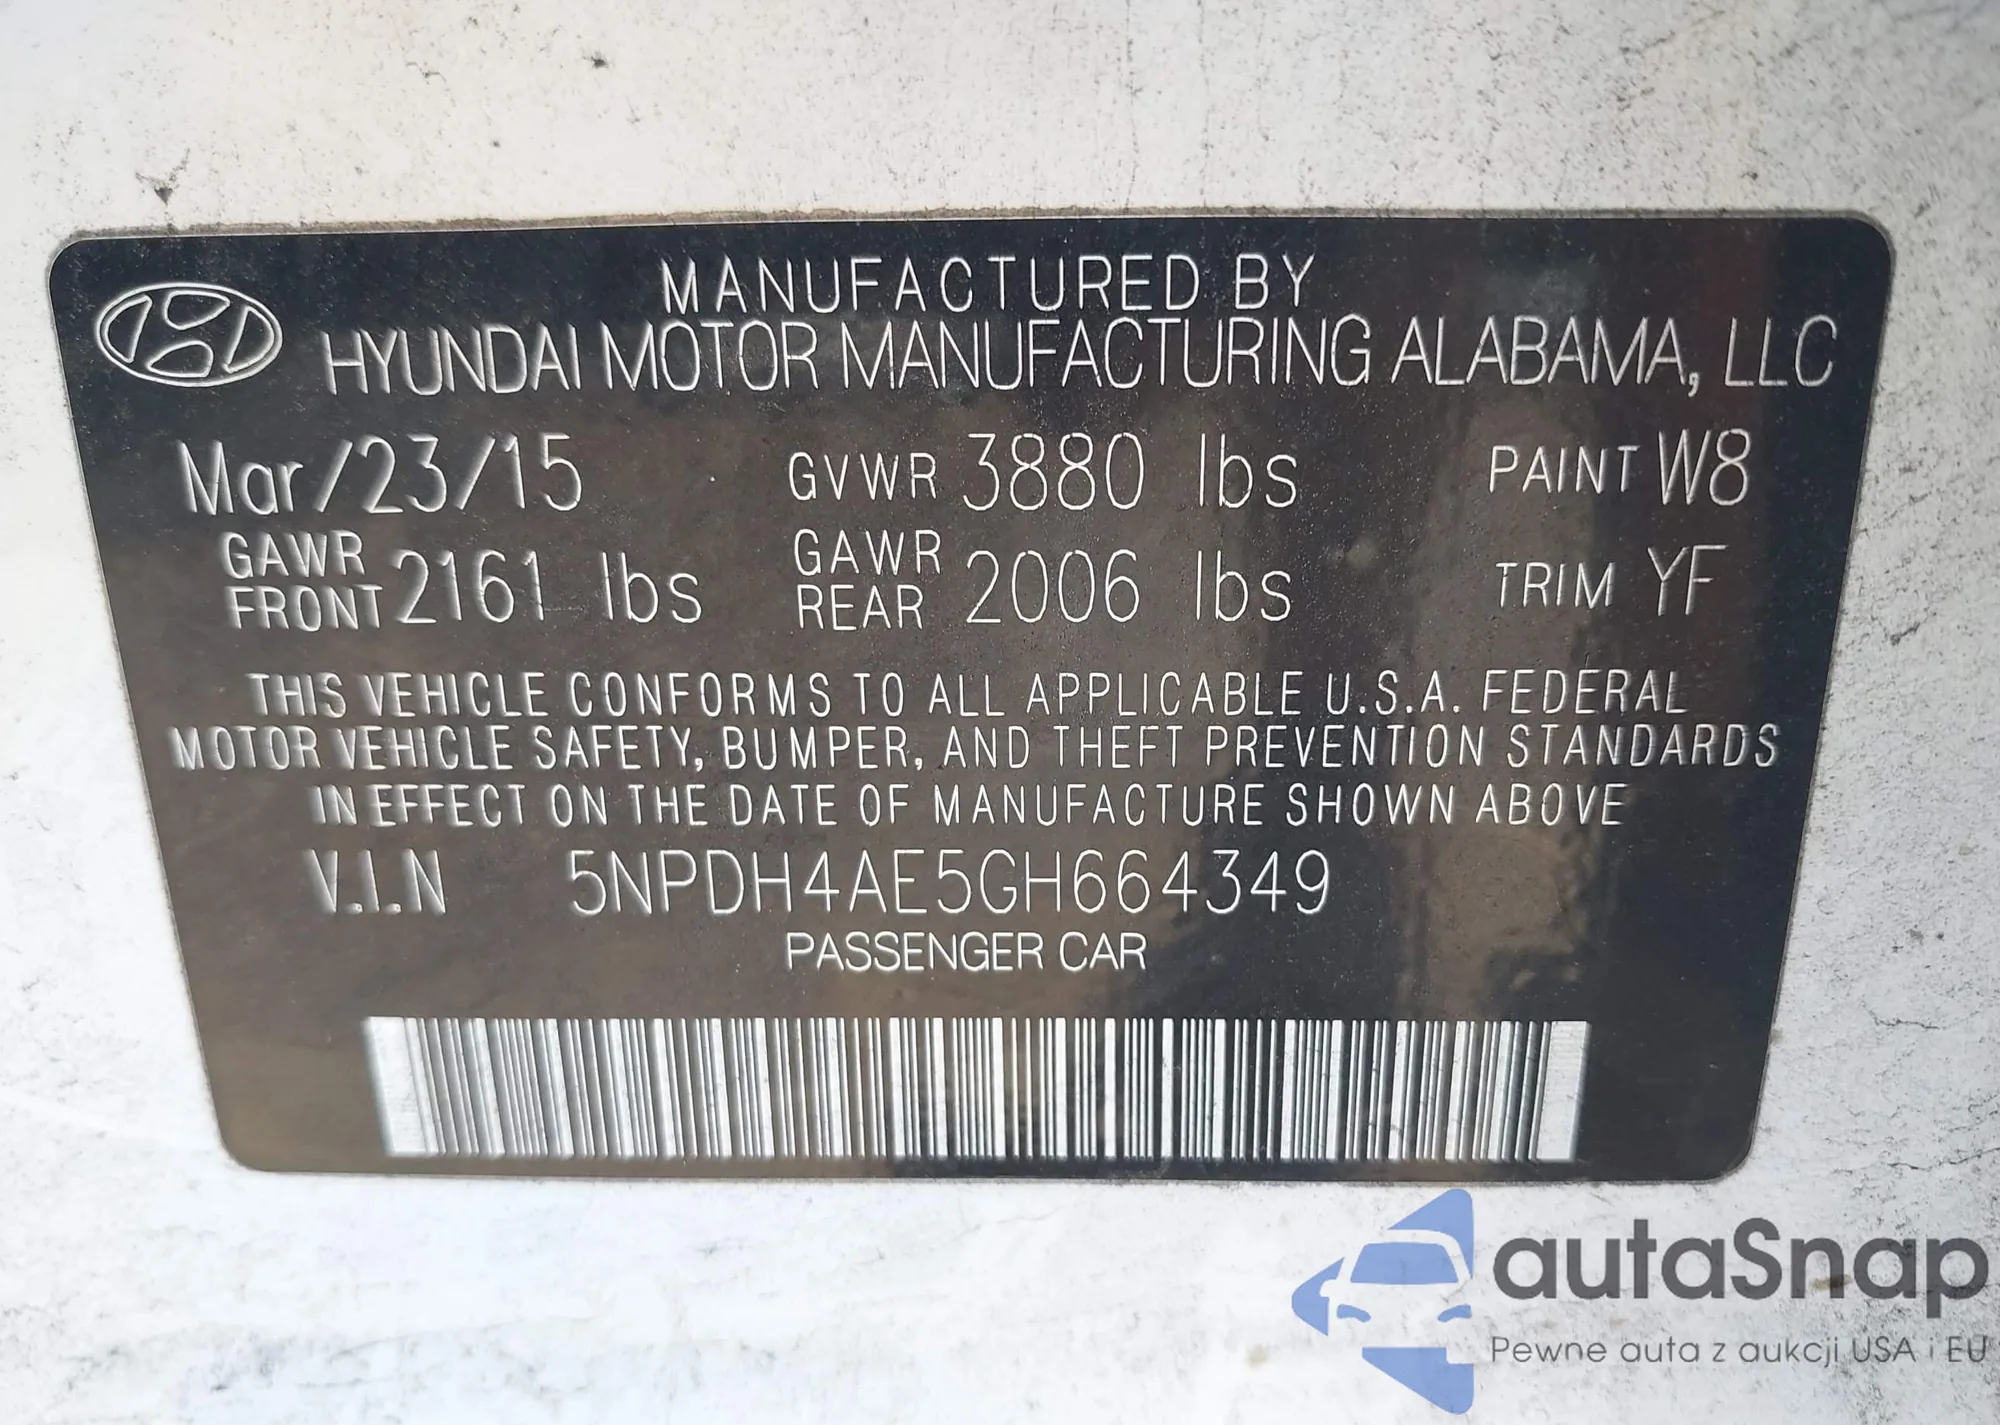 MANUFACTURED BY
HYUNDAI MOTOR MANUFACTURING ALABAMA, LLC
Mar/23/15 GVWR 3880 lbs PAINT W8
GAWR FRONT 2161 lbs GAWR REAR 2006 lbs TRIM YF
THIS VEHICLE CONFORMS TO ALL APPLICABLE U.S.A. FEDERAL
MOTOR VEHICLE SAFETY, BUMPER, AND THEFT PREVENTION STANDARDS
IN EFFECT ON THE DATE OF MANUFACTURE SHOWN ABOVE
V.I.N 5NPDH4AE5GH664349
PASSENGER CAR
autaSnap
Pewne auta z aukcji USA i EU